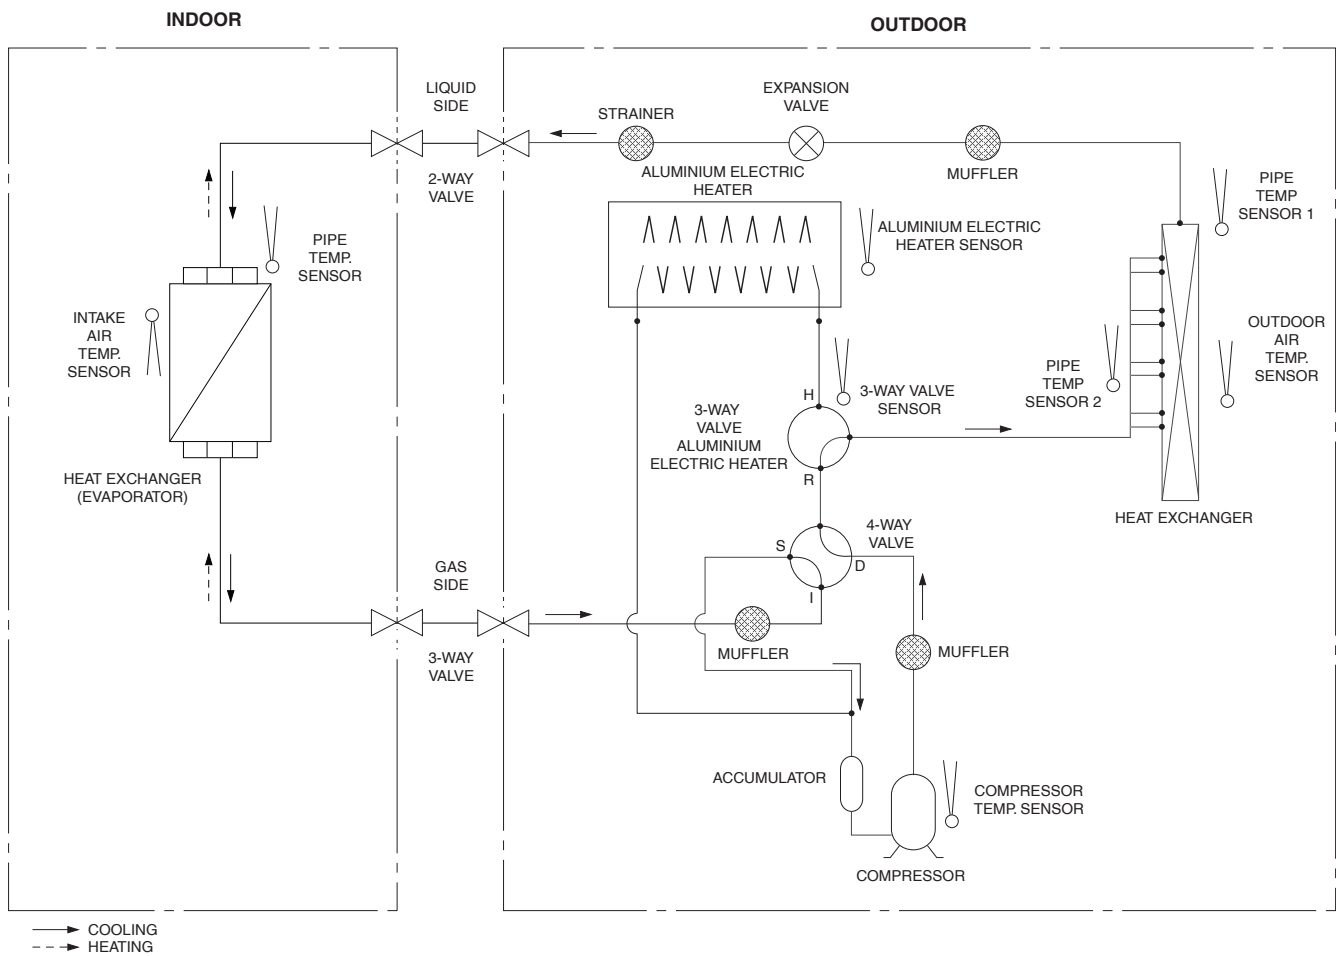 INDOOR
OUTDOOR
LIQUID
SIDE
2-WAY
VALVE
STRAINER
EXPANSION
VALVE
MUFFLER
ALUMINIUM ELECTRIC
HEATER
ALUMINIUM ELECTRIC
HEATER SENSOR
PIPE
TEMP
SENSOR 1
PIPE
TEMP.
SENSOR
INTAKE
AIR
TEMP.
SENSOR
HEAT EXCHANGER
(EVAPORATOR)
OUTDOOR
AIR
TEMP.
SENSOR
PIPE
TEMP
SENSOR 2
HEAT EXCHANGER
H
3-WAY VALVE
SENSOR
3-WAY
VALVE
ALUMINIUM
ELECTRIC HEATER
R
4-WAY
VALVE
S
D
I
GAS
SIDE
3-WAY
VALVE
MUFFLER
MUFFLER
ACCUMULATOR
COMPRESSOR
TEMP. SENSOR
COMPRESSOR
COOLING
HEATING